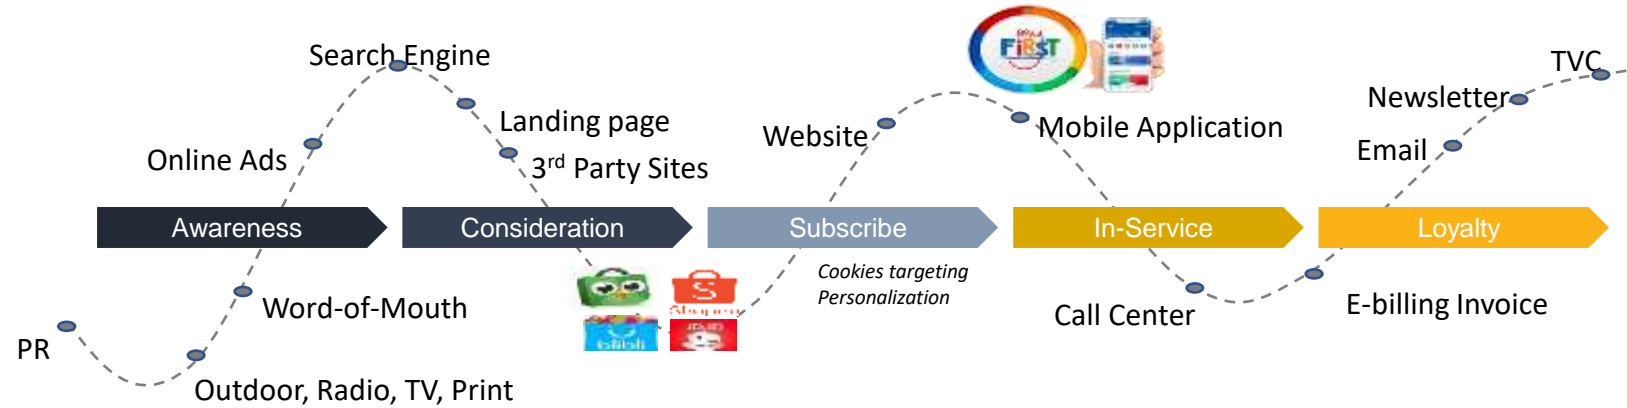 PR
Outdoor, Radio, TV, Print
Word-of-Mouth
Online Ads
Search Engine
Awareness
Landing page
3rd Party Sites
Consideration
S
Website
Subscribe
Cookies targeting
Personalization
FiRST
Mobile Application
In-Service
Call Center
E-billing Invoice
Email
Newsletter
TVC
Loyalty